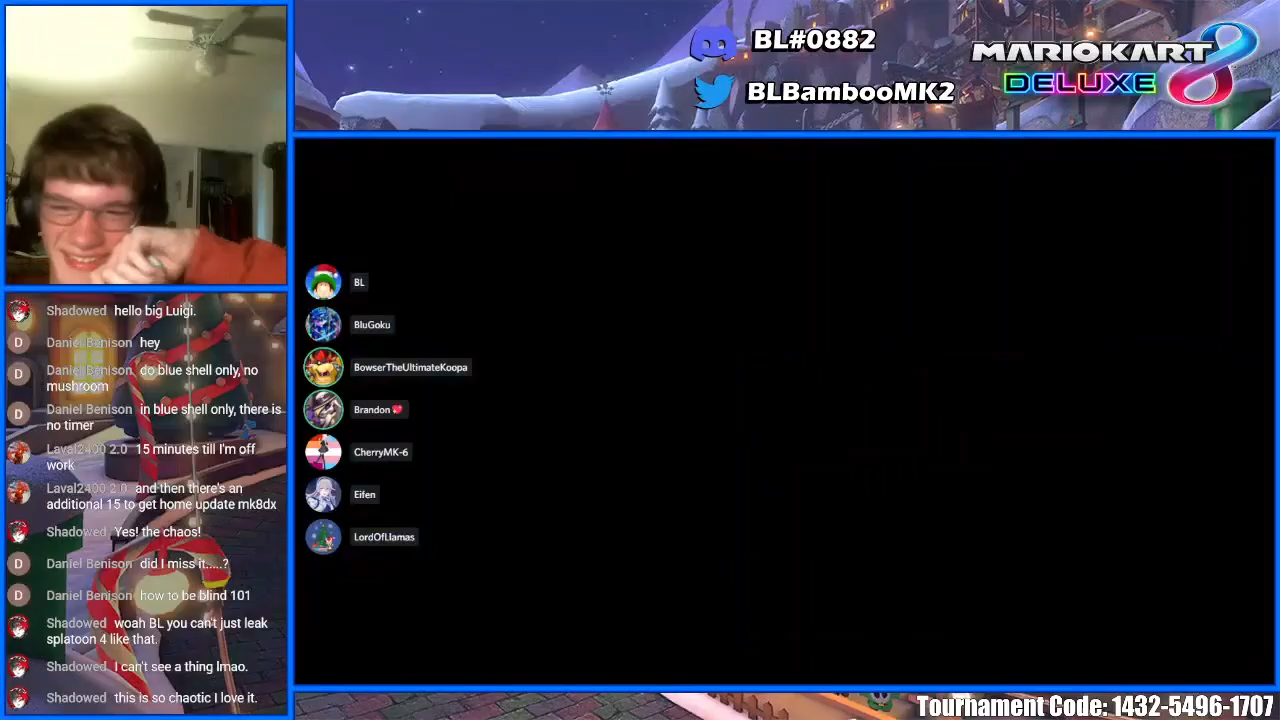 BL#0882
BLBambooMK2
MARIOKART 8
DELUXE
BL
BluGoku
BowserTheUltimateKoopa
Brandon💖
CherryMK-6
Eifen
LordOfLlamas
Shadowed hello big Luigi.
D Daniel Benison hey
D Daniel Benison do blue shell only, no
mushroom
D Daniel Benison in blue shell only, there is
no timer
Laval2400 2.0 15 minutes till I'm off
work
Laval2400 2.0 and then there's an
additional 15 to get home update mk8dx
Shadowed Yes! the chaos!
D Daniel Benison did I miss it.....?
D Daniel Benison how to be blind 101
Shadowed woah BL you can't just leak
splatoon 4 like that.
Shadowed I can't see a thing lmao.
Shadowed this is so chaotic I love it.
Tournament Code: 1432-5496-1707